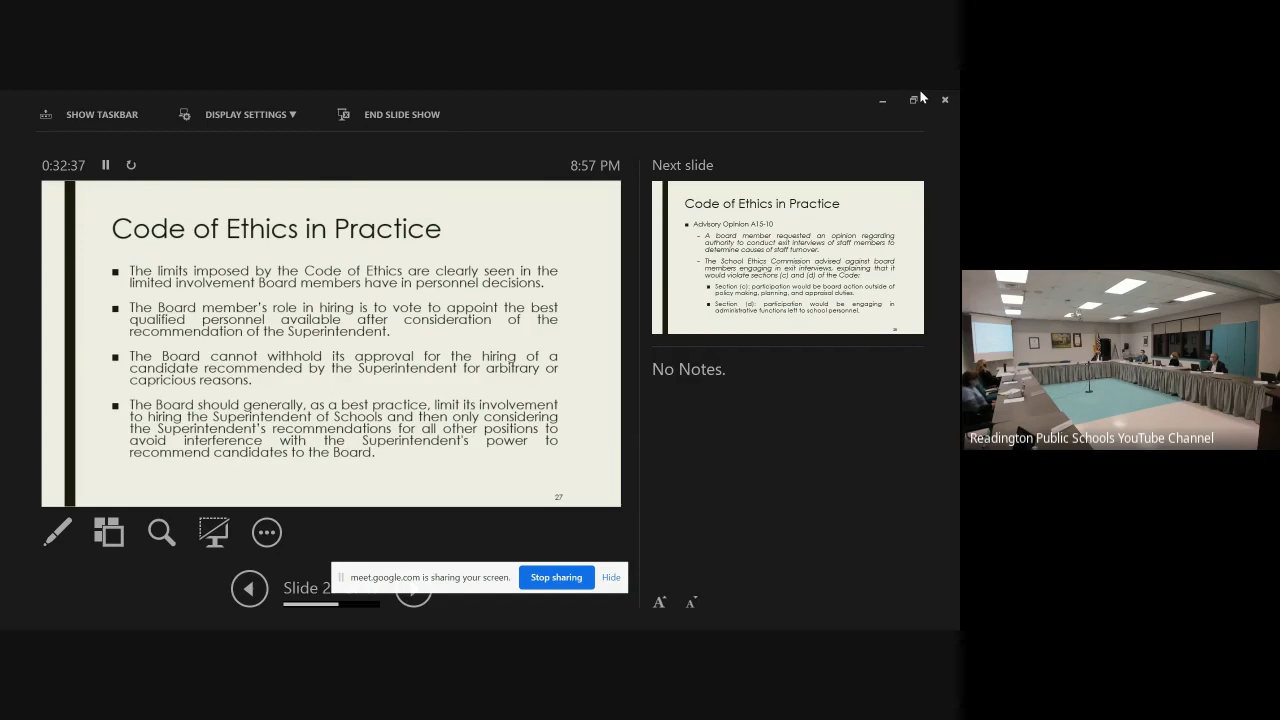 SHOW TASKBAR
DISPLAY SETTINGS ▼
END SLIDE SHOW
0:32:37
8:57 PM
Code of Ethics in Practice
■ The limits imposed by the Code of Ethics are clearly seen in the
limited involvement Board members have in personnel decisions.
■ The Board member's role in hiring is to vote to appoint the best
qualified personnel available after consideration of the
recommendation of the Superintendent.
■ The Board cannot withhold its approval for the hiring of a
candidate recommended by the Superintendent for arbitrary or
capricious reasons.
■ The Board should generally, as a best practice, limit its involvement
to hiring the Superintendent of Schools and then only considering
the Superintendent's recommendations for all other positions to
avoid interference with the Superintendent's power to
recommend candidates to the Board.
27
Next slide
Code of Ethics in Practice
■ Advisory Opinion A15-10
– A board member requested an opinion regarding
authority to conduct exit interviews of staff members to
determine causes of staff turnover.
– The School Ethics Commission advised against board
members engaging in exit interviews, explaining that it
would violate sections (c) and (d) of the Code:
■ Section (c): participation would be board action outside of
policy making, planning, and appraisal duties.
■ Section (d): participation would be engaging in
administrative functions left to school personnel.
No Notes.
Slide 2
meet.google.com is sharing your screen.
Stop sharing
Hide
A A
Readington Public Schools YouTube Channel